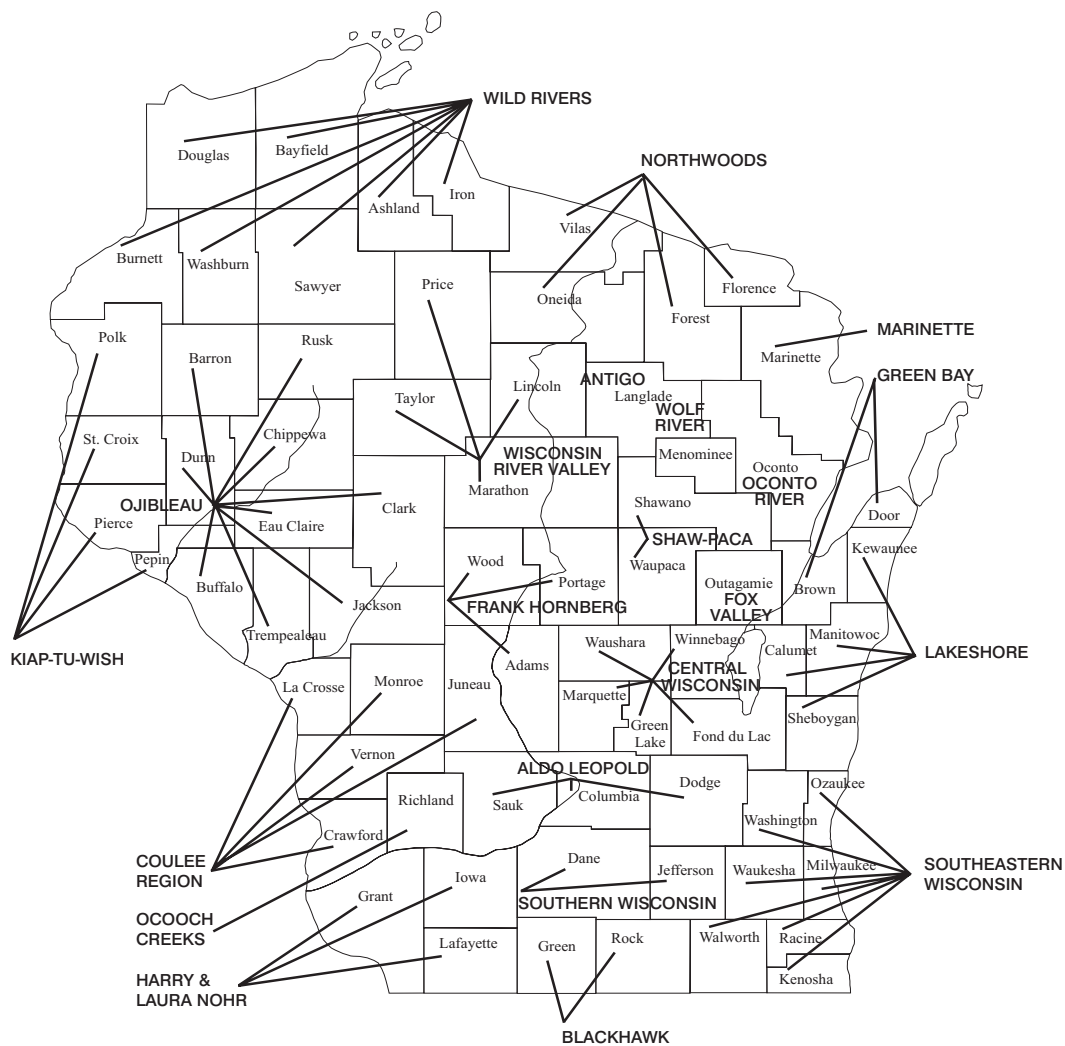 WILD RIVERS
Douglas
Bayfield
NORTHWOODS
Ashland
Iron
Vilas
Burnett
Washburn
Sawyer
Price
Oneida
Florence
Forest
MARINETTE
Polk
Rusk
Barron
Marinette
GREEN BAY
ANTIGO
Lincoln
Langlade
Taylor
WOLF
RIVER
St. Croix
Chippewa
Dunn
WISCONSIN
RIVER VALLEY
Menominee
Oconto
OCONTO
RIVER
Marathon
OJIBLEAU
Clark
Shawano
Door
Pierce
Eau Claire
SHAW-PACA
Kewaunee
Pepin
Wood
Waupaca
Buffalo
Portage
Outagamie
FOX
VALLEY
Brown
Jackson
FRANK HORNBERG
KIAP-TU-WISH
Trempealeau
Waushara
Winnebago
Manitowoc
Calumet
LAKESHORE
Adams
CENTRAL
WISCONSIN
La Crosse
Monroe
Juneau
Marquette
Green
Lake
Fond du Lac
Sheboygan
Vernon
ALDO LEOPOLD
Richland
Sauk
Columbia
Dodge
Ozaukee
Crawford
Washington
COULEE
REGION
Dane
Jefferson
Waukesha
Milwaukee
SOUTHEASTERN
WISCONSIN
Iowa
Grant
SOUTHERN WISCONSIN
OCOOCH
CREEKS
Lafayette
Green
Rock
Walworth
Racine
HARRY &
LAURA NOHR
Kenosha
BLACKHAWK